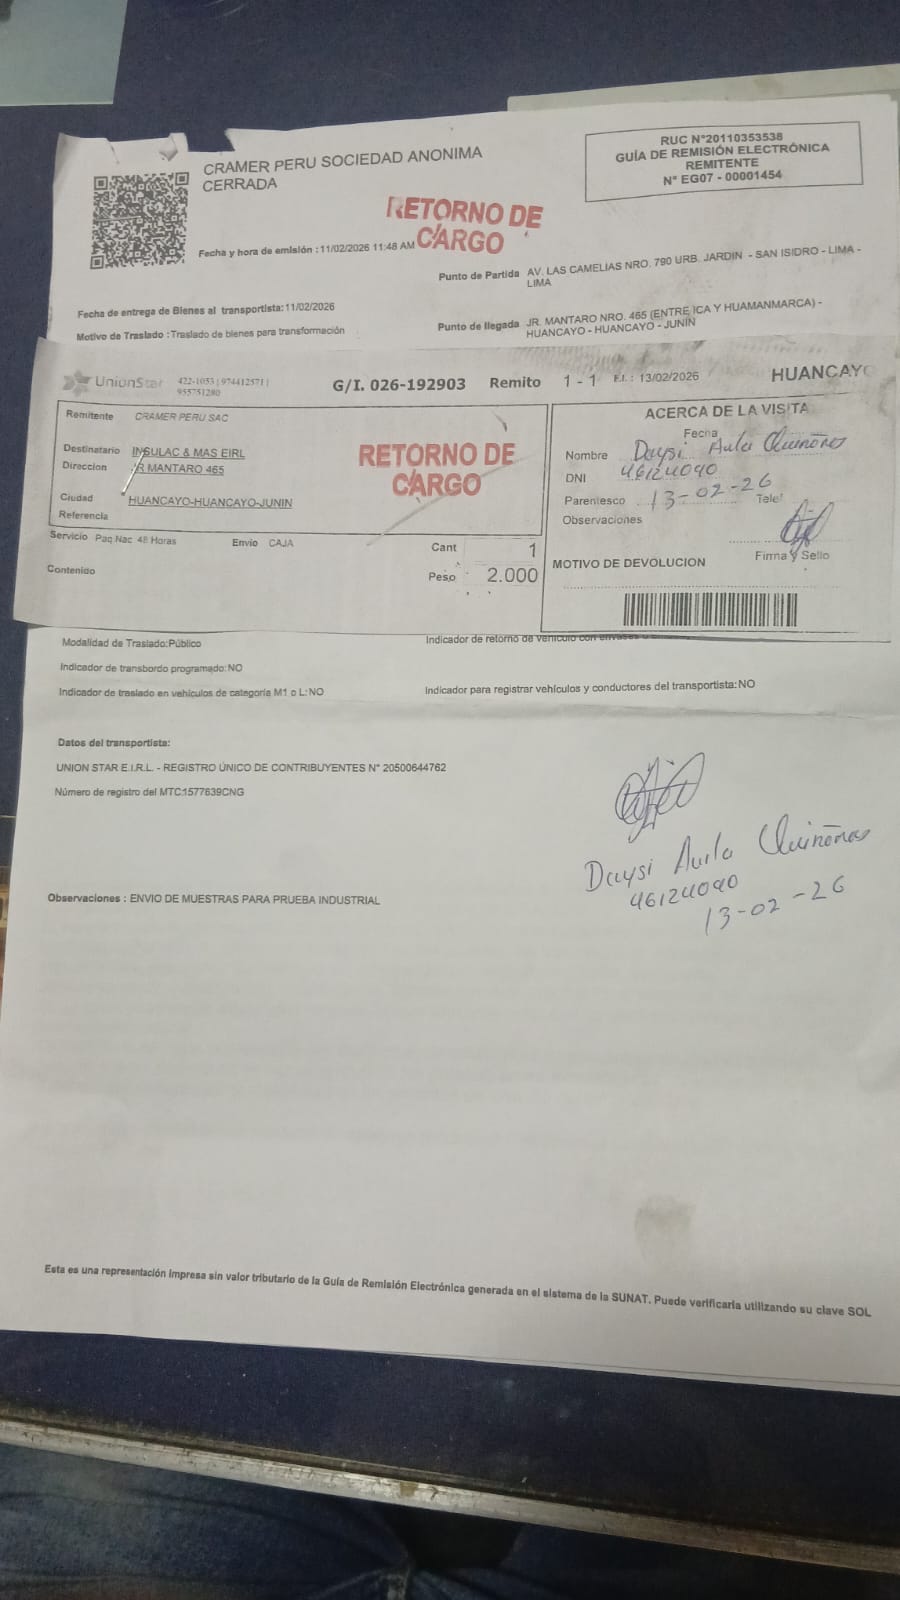 CRAMER PERU SOCIEDAD ANONIMA
CERRADA
RUC N°20110353538
GUÍA DE REMISIÓN ELECTRÓNICA
REMITENTE
N° EG07 - 00001454
RETORNO DE
CARGO
Fecha y hora de emisión : 11/02/2026 11:48 AM
Punto de Partida AV. LAS CAMELIAS NRO. 790 URB. JARDIN - SAN ISIDRO - LIMA -
LIMA
Fecha de entrega de Bienes al transportista: 11/02/2026
Punto de llegada JR. MANTARO NRO. 465 (ENTRE ICA Y HUAMANMARCA) -
HUANCAYO - HUANCAYO - JUNIN
Motivo de Traslado : Traslado de bienes para transformación
UnionStar
422-1053 | 974412571 |
955751280
G/I. 026-192903 Remito 1 - 1 F.I.: 13/02/2026 HUANCAYO
Remitente CRAMER PERU SAC
Destinatario INSULAC & MAS EIRL
Direccion JR MANTARO 465
Ciudad HUANCAYO-HUANCAYO-JUNIN
Referencia
RETORNO DE
CARGO
Servicio Paq Nac 48 Horas Envio CAJA
Cant 1
Contenido
Peso 2.000
ACERCA DE LA VISITA
Fecha
Nombre Daysi Avila Quiñones
DNI 46124090
Parentesco 13-02-26 Telef
Observaciones
Firma y Sello
MOTIVO DE DEVOLUCION
Modalidad de Traslado: Público
Indicador de retorno de vehículo con envases
Indicador de transbordo programado: NO
Indicador de traslado en vehículos de categoría M1 o L: NO
Indicador para registrar vehículos y conductores del transportista: NO
Datos del transportista:
UNION STAR E.I.R.L. - REGISTRO ÚNICO DE CONTRIBUYENTES N° 20500644762
Número de registro del MTC:1577639CNG
Daysi Avila Quiñones
46124090
13-02-26
Observaciones : ENVIO DE MUESTRAS PARA PRUEBA INDUSTRIAL
Esta es una representación impresa sin valor tributario de la Guía de Remisión Electrónica generada en el sistema de la SUNAT. Puede verificarla utilizando su clave SOL